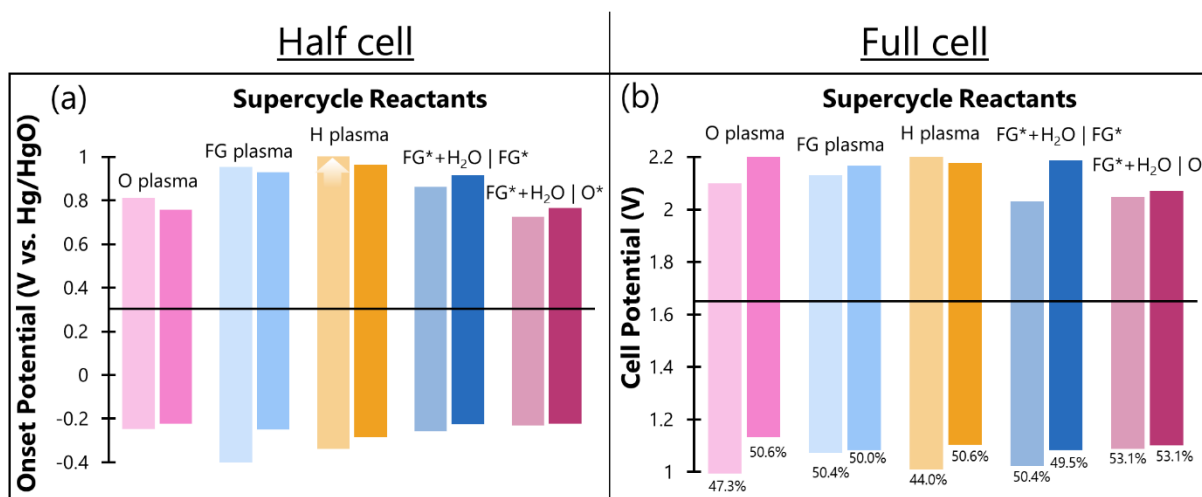 Half cell
Full cell
(a)
Supercycle Reactants
O plasma
FG plasma
H plasma
FG*+H₂O | FG*
FG*+H₂O | O*
Onset Potential (V vs. Hg/HgO)
1
0.8
0.6
0.4
0.2
0
-0.2
-0.4
(b)
Supercycle Reactants
O plasma
FG plasma
H plasma
FG*+H₂O | FG*
FG*+H₂O | O
Cell Potential (V)
2.2
2
1.8
1.6
1.4
1.2
1
47.3%
50.6%
50.4%
50.0%
44.0%
50.6%
50.4%
49.5%
53.1%
53.1%